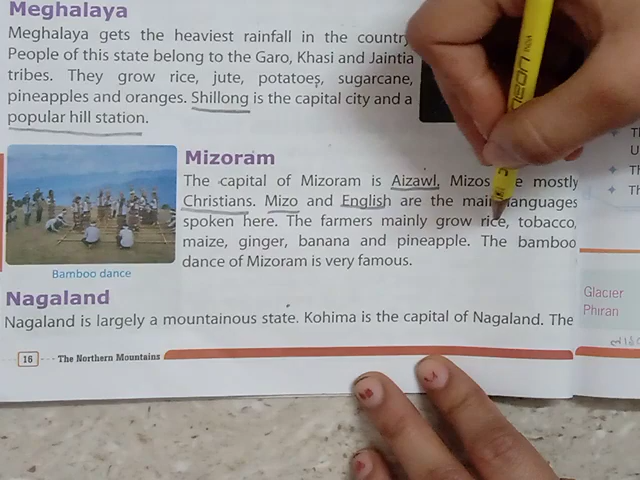 Meghalaya
Meghalaya gets the heaviest rainfall in the country
People of this state belong to the Garo, Khasi and Jaintia
tribes. They grow rice, jute, potatoes, sugarcane,
pineapples and oranges. Shillong is the capital city and a
popular hill station.
Mizoram
The capital of Mizoram is Aizawl. Mizos mostly
Christians. Mizo and English are the main languages
spoken here. The farmers mainly grow rice, tobacco,
maize, ginger, banana and pineapple. The bamboo
dance of Mizoram is very famous.
Bamboo dance
Nagaland
Nagaland is largely a mountainous state. Kohima is the capital of Nagaland. The
16 The Northern Mountains
Glacier
Phiran